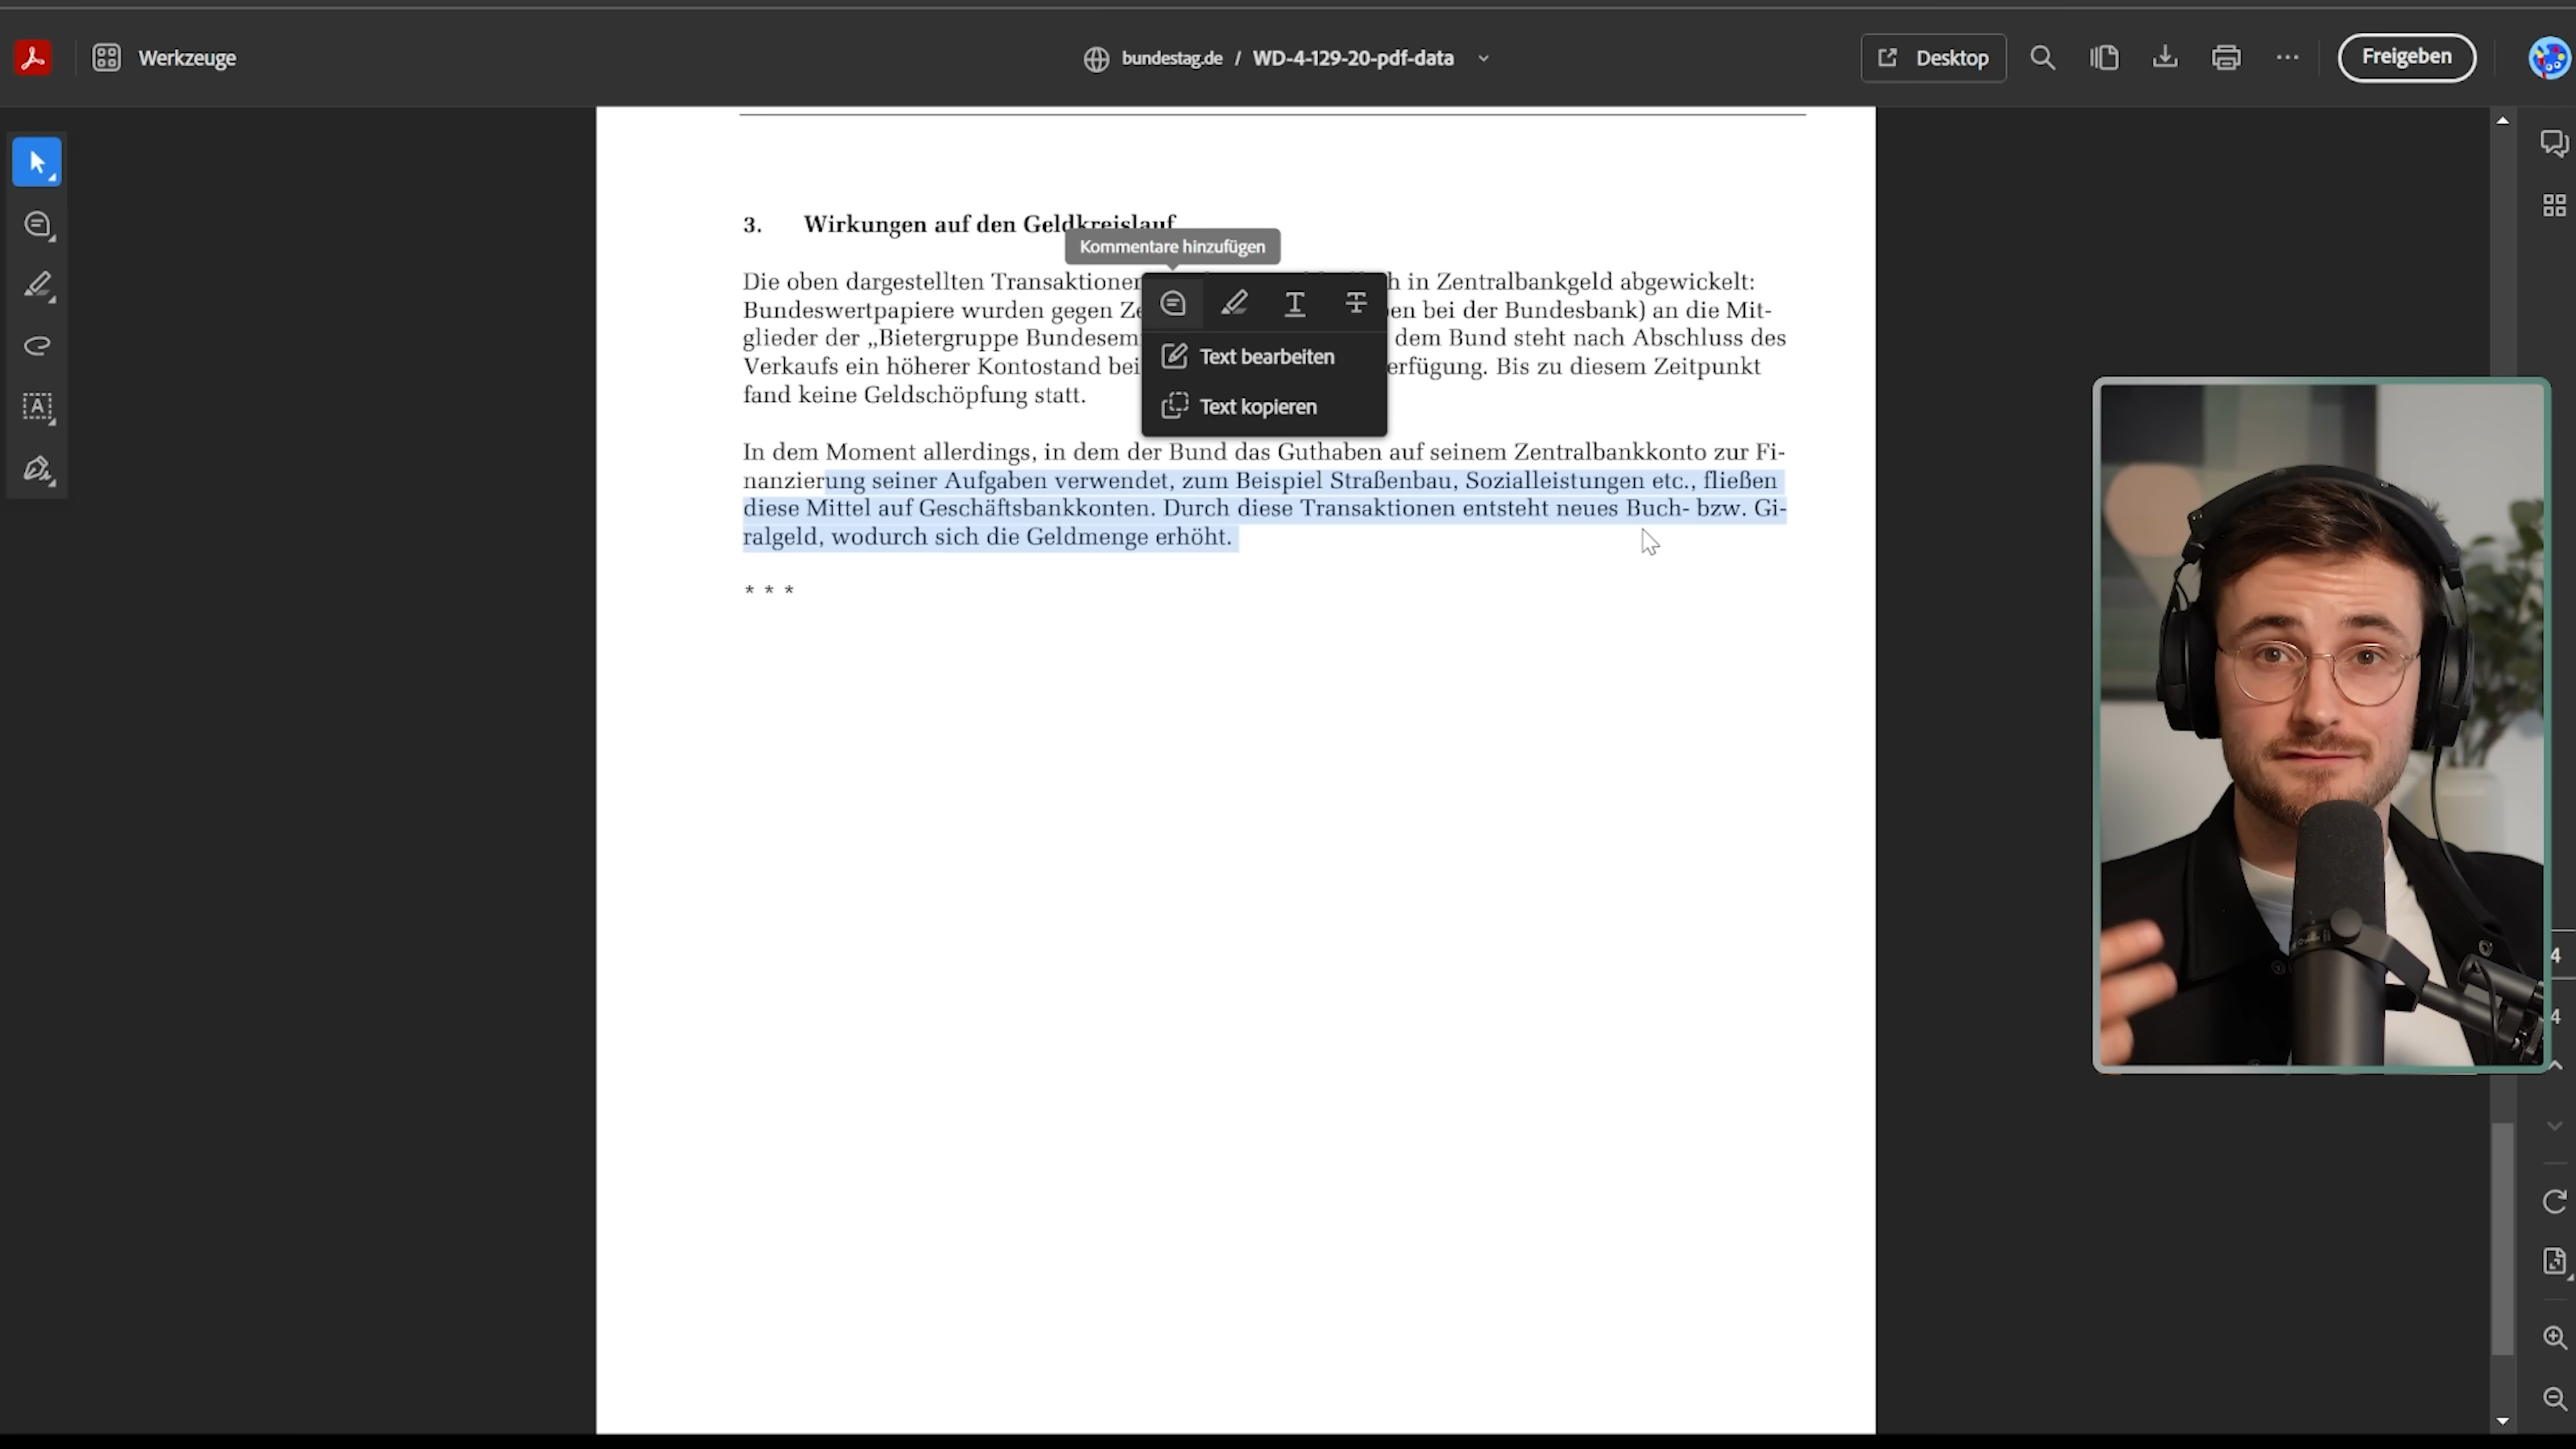 Werkzeuge
bundestag.de / WD-4-129-20-pdf-data
Desktop
Freigeben
3. Wirkungen auf den Geldkreislauf
Kommentare hinzufügen
Die oben dargestellten Transaktionen in Zentralbankgeld abgewickelt:
Bundeswertpapiere wurden gegen bei der Bundesbank) an die Mit-
glieder der „Bietergruppe dem Bund steht nach Abschluss des
Verkaufs ein höherer Kontostand bei Bis zu diesem Zeitpunkt
fand keine Geldschöpfung statt.
Text bearbeiten
Text kopieren
In dem Moment allerdings, in dem der Bund das Guthaben auf seinem Zentralbankkonto zur Fi-
nanzierung seiner Aufgaben verwendet, zum Beispiel Straßenbau, Sozialleistungen etc., fließen
diese Mittel auf Geschäftsbankkonten. Durch diese Transaktionen entsteht neues Buch- bzw. Gi-
ralgeld, wodurch sich die Geldmenge erhöht.
* * *
4
4